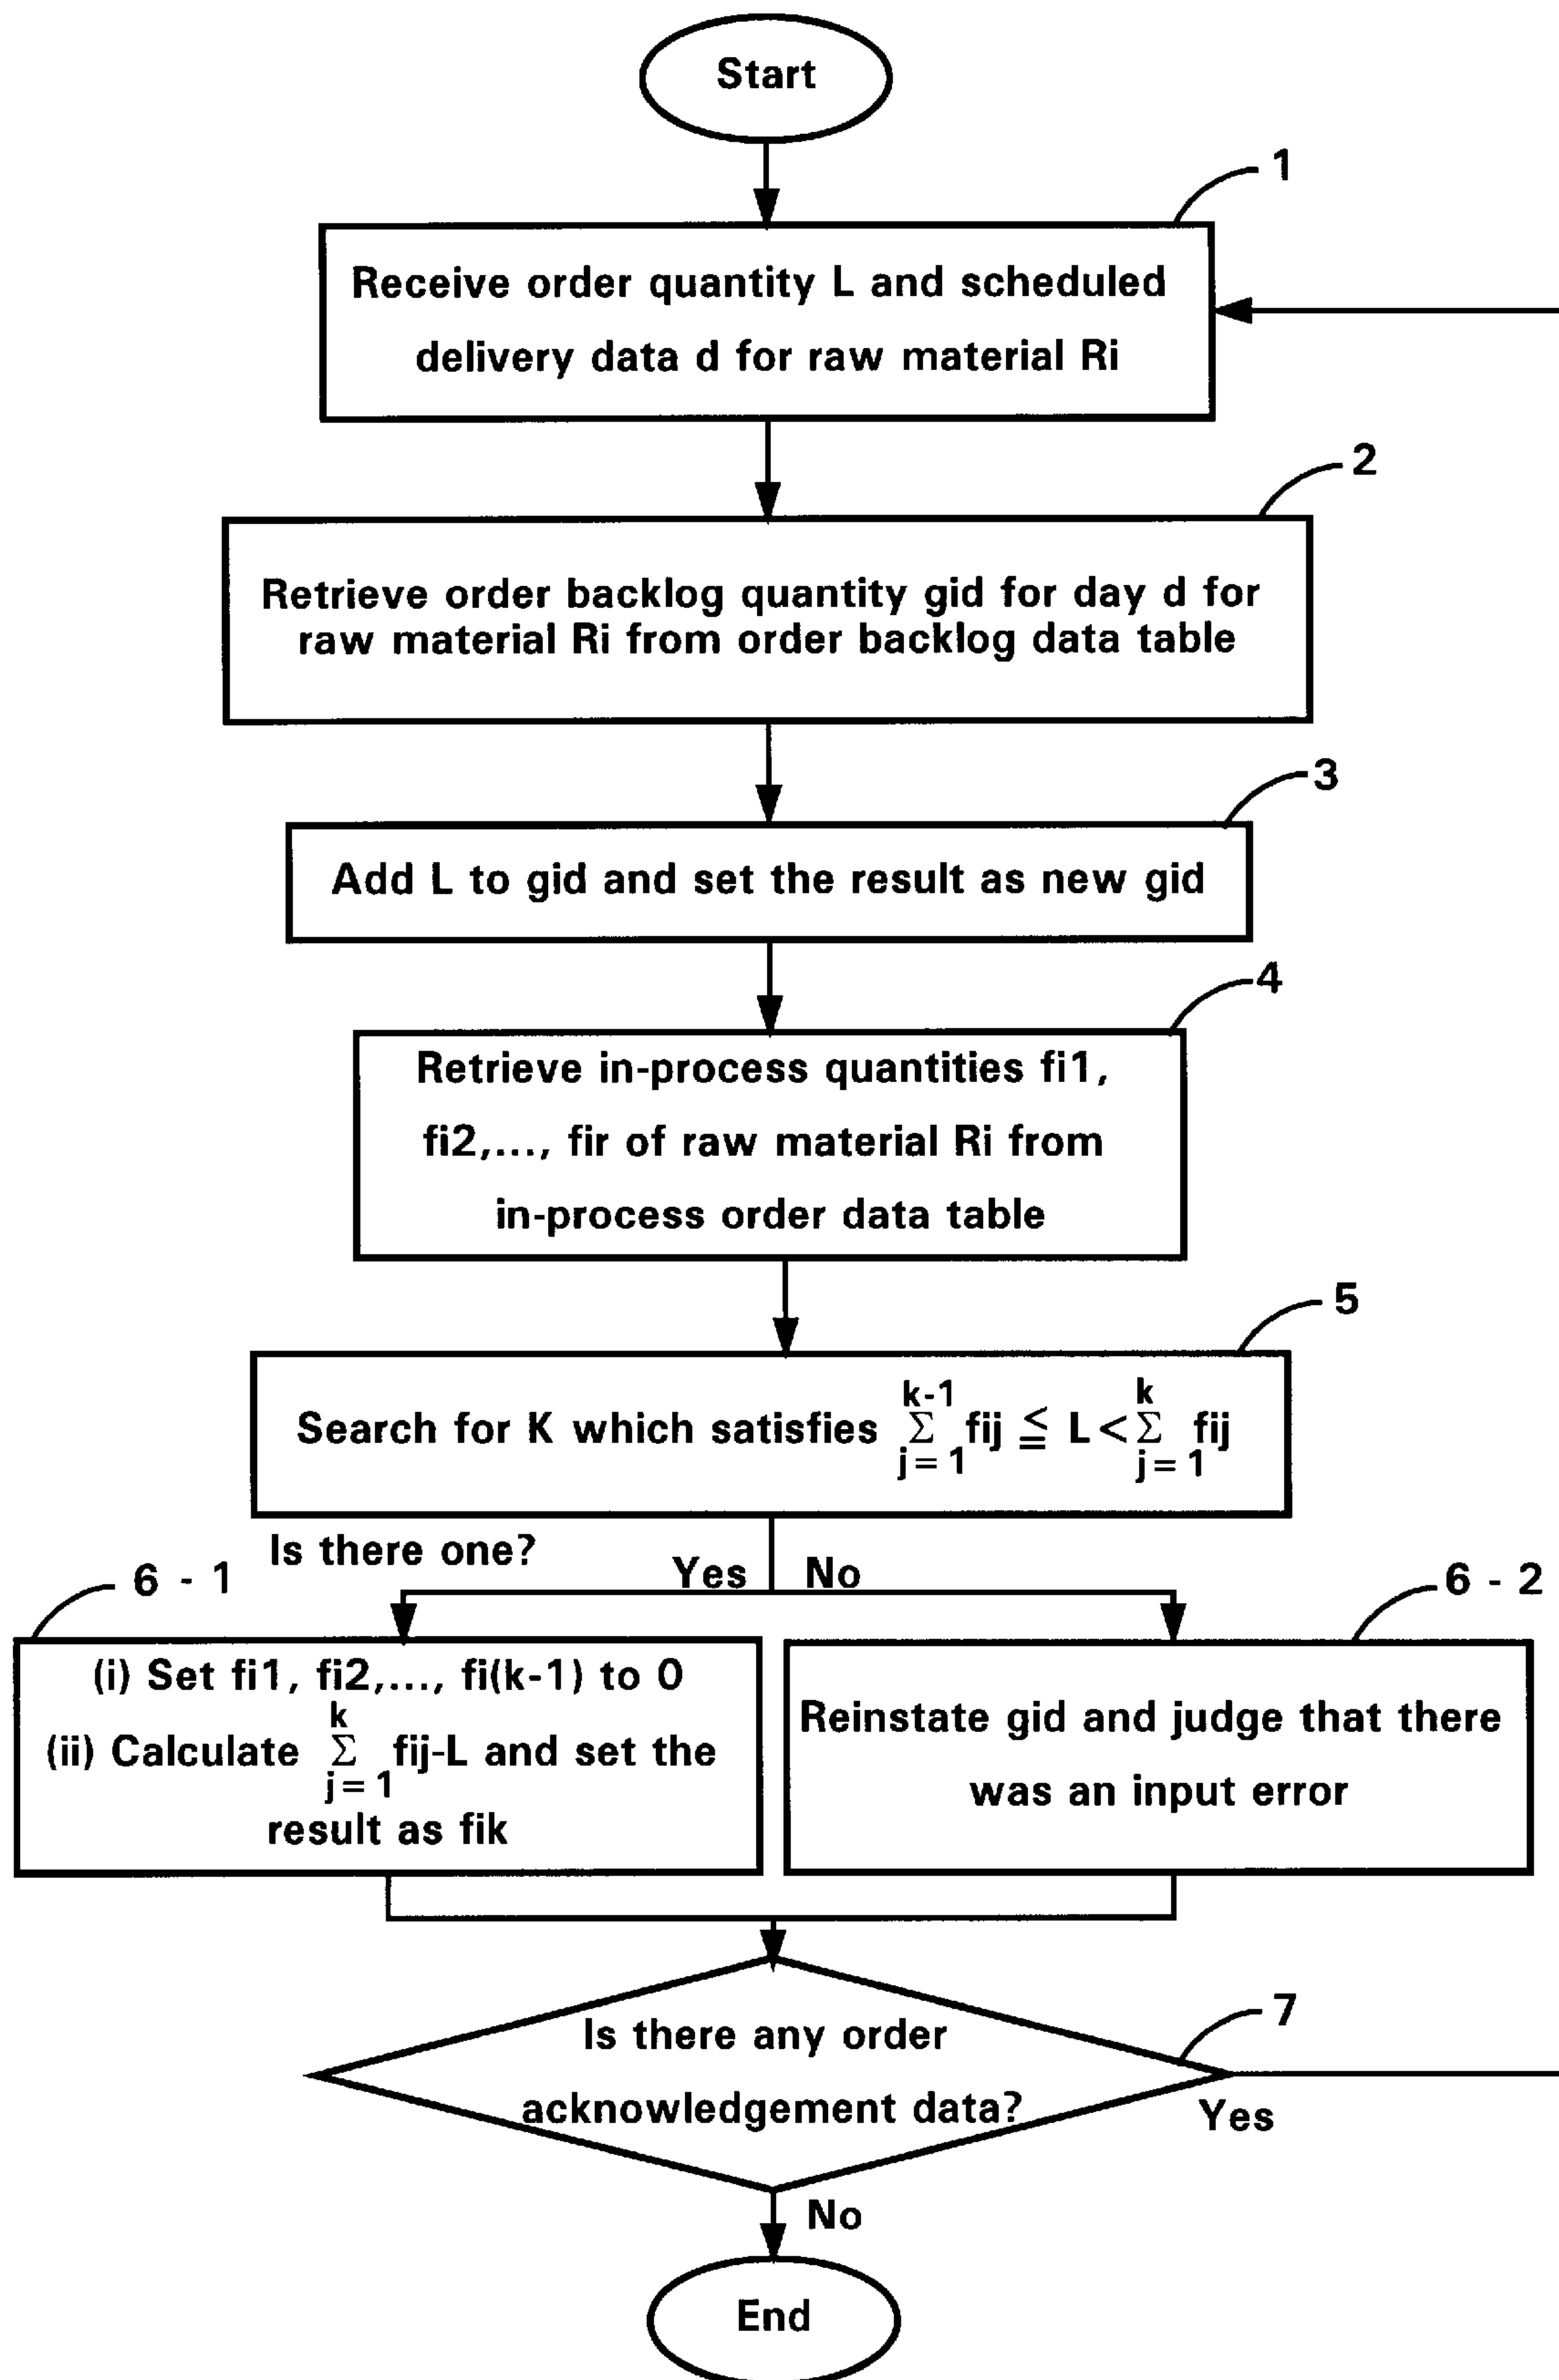 Start
1
Receive order quantity L and scheduled
delivery data d for raw material Ri
2
Retrieve order backlog quantity gid for day d for
raw material Ri from order backlog data table
3
Add L to gid and set the result as new gid
4
Retrieve in-process quantities fi1,
fi2,..., fir of raw material Ri from
in-process order data table
5
Search for K which satisfies k-1 Σ j=1 fij ≦ L < k Σ j=1 fij
Is there one?
Yes No
6 - 1
6 - 2
(i) Set fi1, fi2,..., fi(k-1) to 0
(ii) Calculate k Σ j=1 fij-L and set the
result as fik
Reinstate gid and judge that there
was an input error
7
Is there any order
acknowledgement data?
Yes
No
End